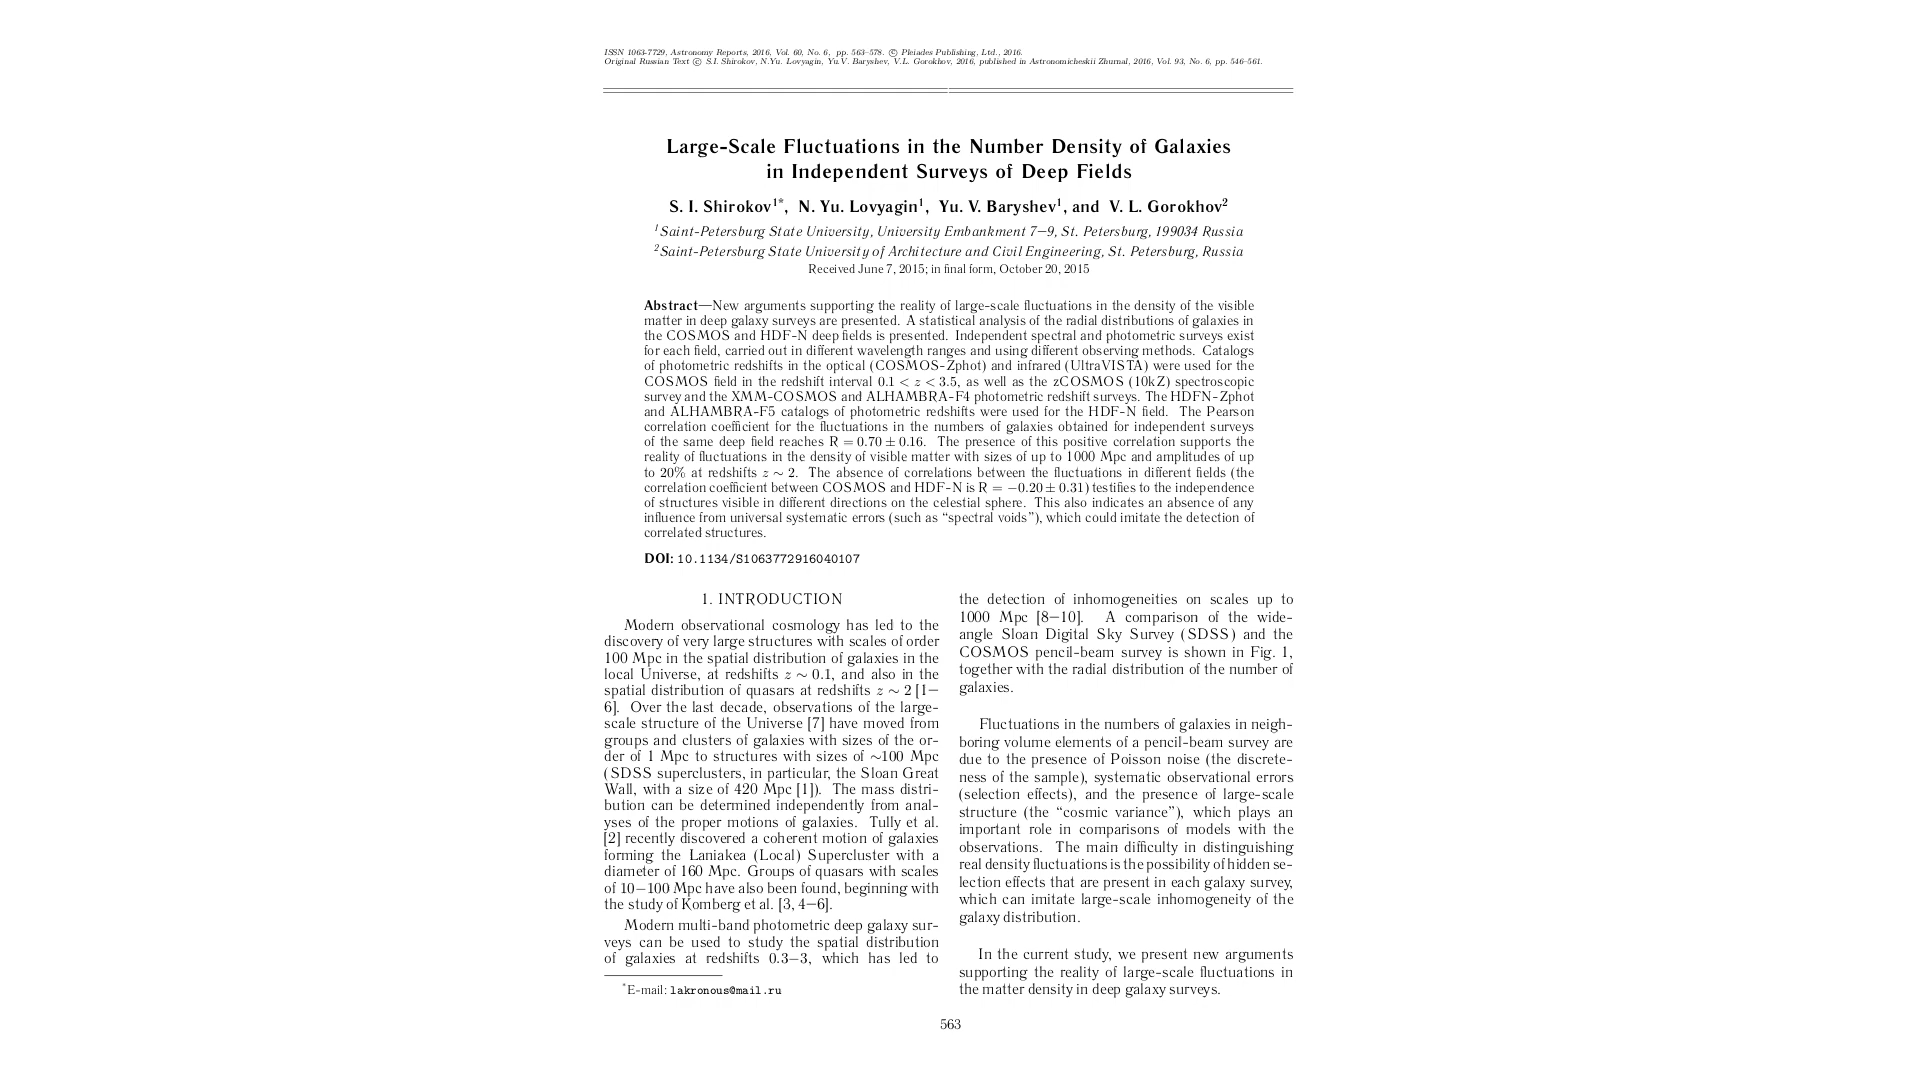 ISSN 1063-7729, Astronomy Reports, 2016, Vol. 60, No. 6, pp. 563–578. © Pleiades Publishing, Ltd., 2016.
Original Russian Text © S.I. Shirokov, N.Yu. Lovyagin, Yu.V. Baryshev, V.L. Gorokhov, 2016, published in Astronomicheskii Zhurnal, 2016, Vol. 93, No. 6, pp. 546–561.
Large-Scale Fluctuations in the Number Density of Galaxies
in Independent Surveys of Deep Fields
S. I. Shirokov1*, N. Yu. Lovyagin1, Yu. V. Baryshev1, and V. L. Gorokhov2
1Saint-Petersburg State University, University Embankment 7–9, St. Petersburg, 199034 Russia
2Saint-Petersburg State University of Architecture and Civil Engineering, St. Petersburg, Russia
Received June 7, 2015; in final form, October 20, 2015
Abstract—New arguments supporting the reality of large-scale fluctuations in the density of the visible
matter in deep galaxy surveys are presented. A statistical analysis of the radial distributions of galaxies in
the COSMOS and HDF-N deep fields is presented. Independent spectral and photometric surveys exist
for each field, carried out in different wavelength ranges and using different observing methods. Catalogs
of photometric redshifts in the optical (COSMOS-Zphot) and infrared (UltraVISTA) were used for the
COSMOS field in the redshift interval 0.1 < z < 3.5, as well as the zCOSMOS (10kZ) spectroscopic
survey and the XMM-COSMOS and ALHAMBRA-F4 photometric redshift surveys. The HDFN-Zphot
and ALHAMBRA-F5 catalogs of photometric redshifts were used for the HDF-N field. The Pearson
correlation coefficient for the fluctuations in the numbers of galaxies obtained for independent surveys
of the same deep field reaches R = 0.70 ± 0.16. The presence of this positive correlation supports the
reality of fluctuations in the density of visible matter with sizes of up to 1000 Mpc and amplitudes of up
to 20% at redshifts z ∼ 2. The absence of correlations between the fluctuations in different fields (the
correlation coefficient between COSMOS and HDF-N is R = −0.20 ± 0.31) testifies to the independence
of structures visible in different directions on the celestial sphere. This also indicates an absence of any
influence from universal systematic errors (such as “spectral voids”), which could imitate the detection of
correlated structures.
DOI: 10.1134/S1063772916040107
1. INTRODUCTION
Modern observational cosmology has led to the
discovery of very large structures with scales of order
100 Mpc in the spatial distribution of galaxies in the
local Universe, at redshifts z ∼ 0.1, and also in the
spatial distribution of quasars at redshifts z ∼ 2 [1–
6]. Over the last decade, observations of the large-
scale structure of the Universe [7] have moved from
groups and clusters of galaxies with sizes of the or-
der of 1 Mpc to structures with sizes of ∼100 Mpc
(SDSS superclusters, in particular, the Sloan Great
Wall, with a size of 420 Mpc [1]). The mass distri-
bution can be determined independently from anal-
yses of the proper motions of galaxies. Tully et al.
[2] recently discovered a coherent motion of galaxies
forming the Laniakea (Local) Supercluster with a
diameter of 160 Mpc. Groups of quasars with scales
of 10–100 Mpc have also been found, beginning with
the study of Komberg et al. [3, 4–6].
Modern multi-band photometric deep galaxy sur-
veys can be used to study the spatial distribution
of galaxies at redshifts 0.3–3, which has led to
*E-mail: lakronous@mail.ru
the detection of inhomogeneities on scales up to
1000 Mpc [8–10]. A comparison of the wide-
angle Sloan Digital Sky Survey (SDSS) and the
COSMOS pencil-beam survey is shown in Fig. 1,
together with the radial distribution of the number of
galaxies.
Fluctuations in the numbers of galaxies in neigh-
boring volume elements of a pencil-beam survey are
due to the presence of Poisson noise (the discrete-
ness of the sample), systematic observational errors
(selection effects), and the presence of large-scale
structure (the “cosmic variance”), which plays an
important role in comparisons of models with the
observations. The main difficulty in distinguishing
real density fluctuations is the possibility of hidden se-
lection effects that are present in each galaxy survey,
which can imitate large-scale inhomogeneity of the
galaxy distribution.
In the current study, we present new arguments
supporting the reality of large-scale fluctuations in
the matter density in deep galaxy surveys.
563